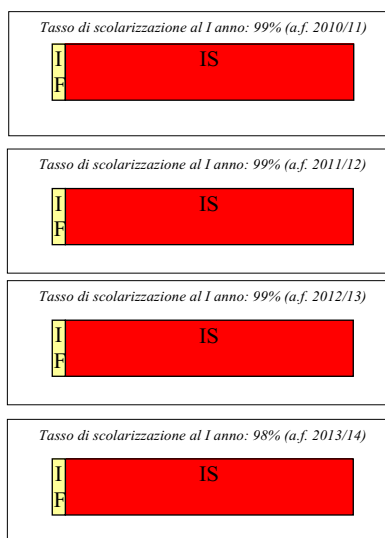 Tasso di scolarizzazione al I anno: 99% (a.f. 2010/11)
I IS
F
Tasso di scolarizzazione al I anno: 99% (a.f. 2011/12)
I IS
F
Tasso di scolarizzazione al I anno: 99% (a.f. 2012/13)
I IS
F
Tasso di scolarizzazione al I anno: 98% (a.f. 2013/14)
I IS
F